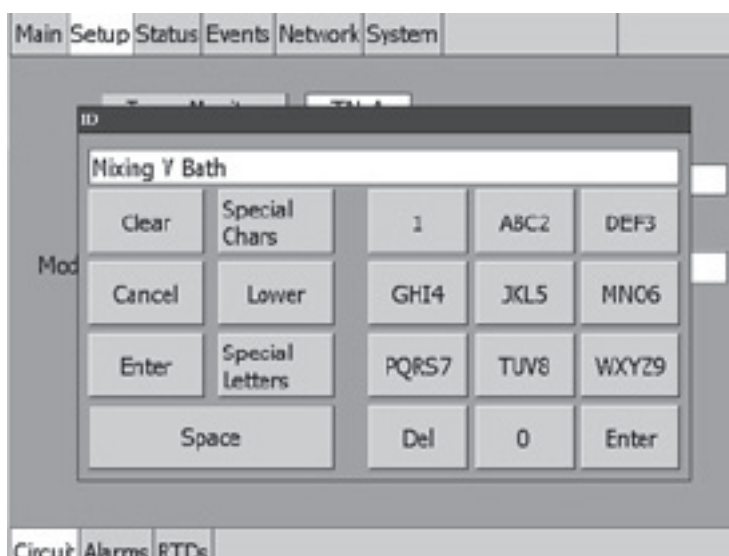 Main Setup Status Events Network System
ID
Mixing V Bath
Clear Special Chars 1 ABC2 DEF3
Mod
Cancel Lower GHI4 JKL5 MNO6
Enter Special Letters PQRS7 TUV8 WXYZ9
Space Del 0 Enter
Circuit Alarms RTDs